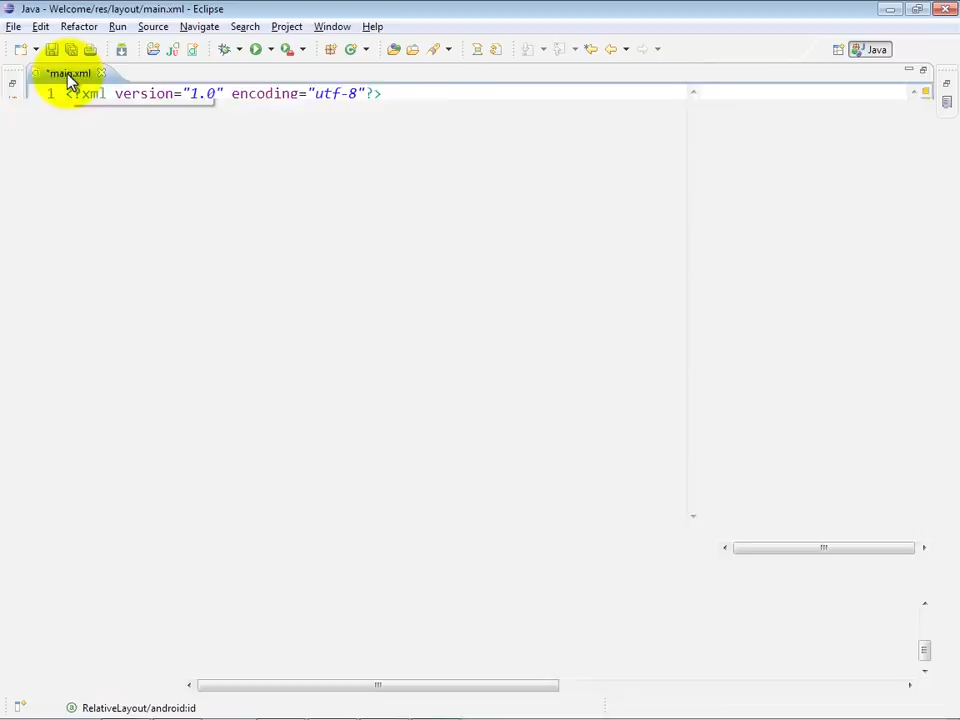 Java - Welcome/res/layout/main.xml - Eclipse
File Edit Refactor Run Source Navigate Search Project Window Help
Java
*main.xml
1 <?xml version="1.0" encoding="utf-8"?>
RelativeLayout/android:id